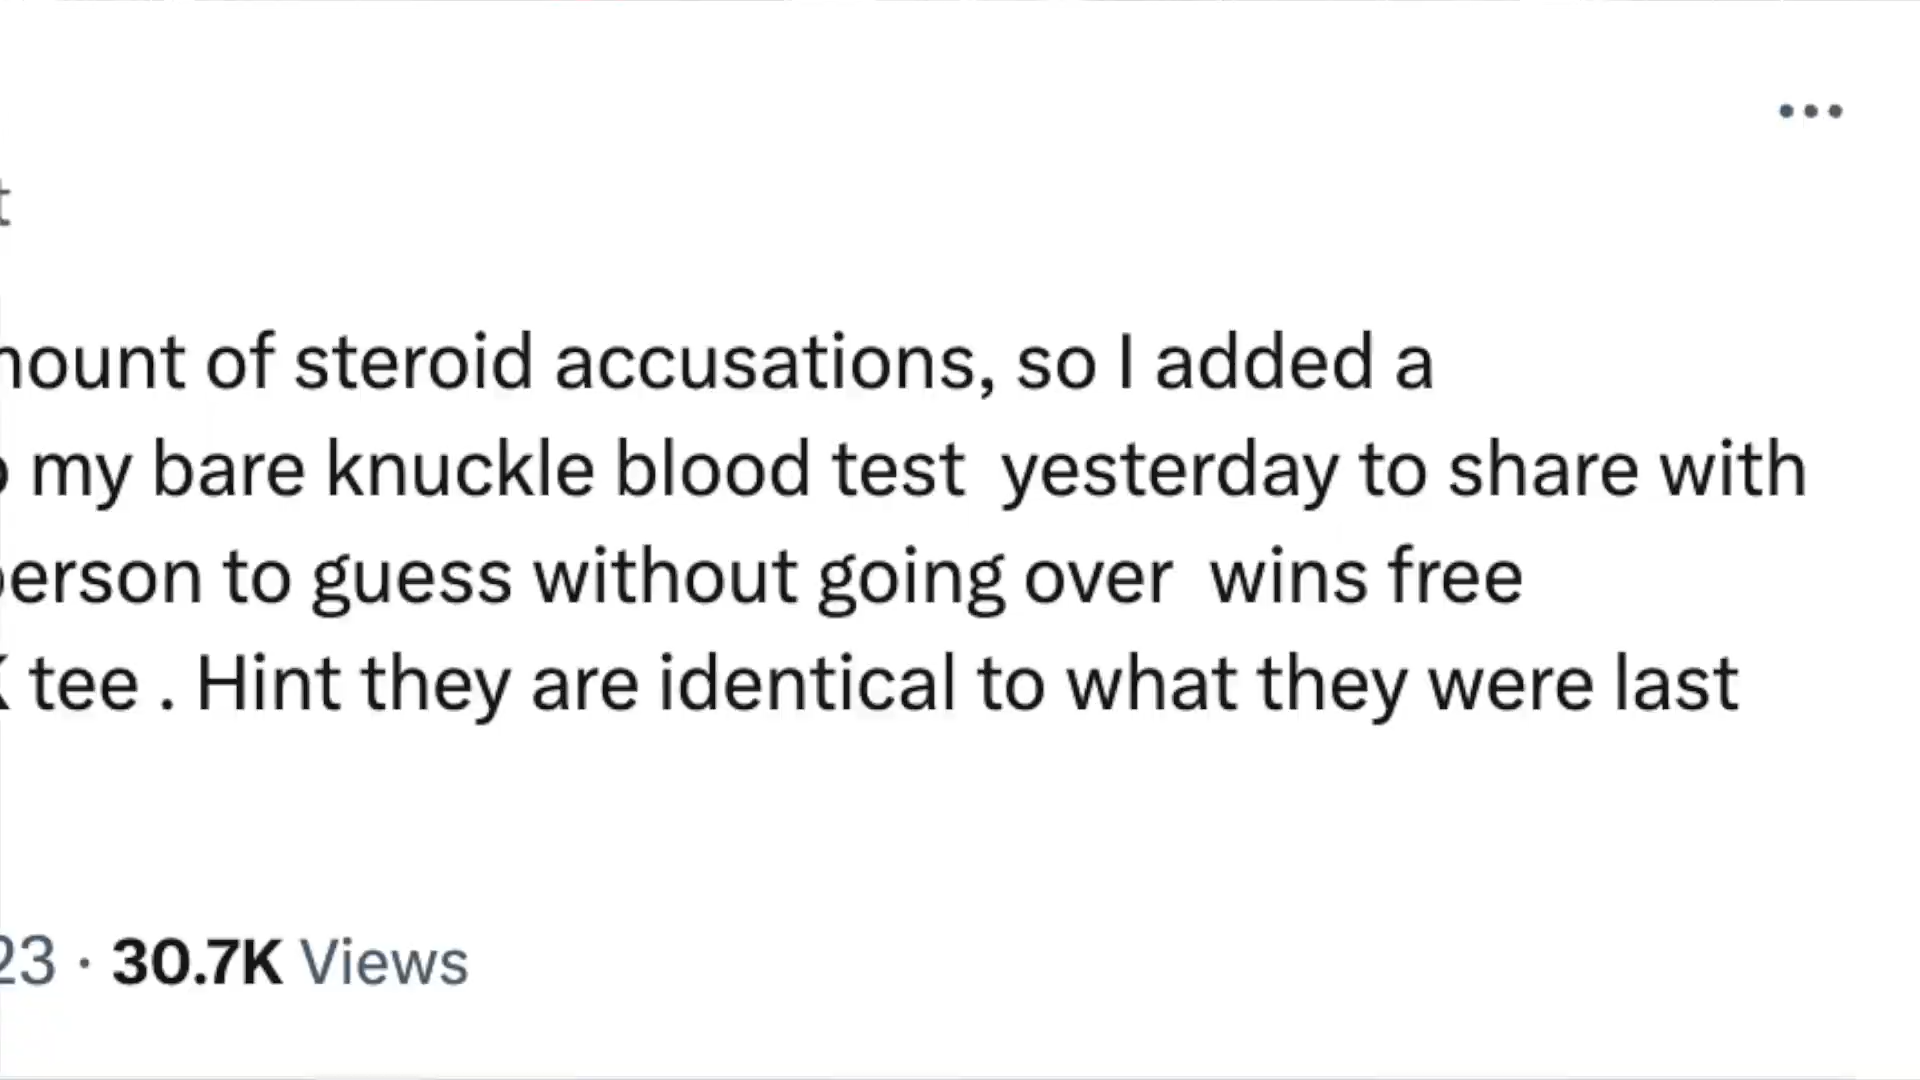 t
mount of steroid accusations, so I added a
my bare knuckle blood test  yesterday to share with
person to guess without going over  wins free
tee . Hint they are identical to what they were last
23 · 30.7K Views